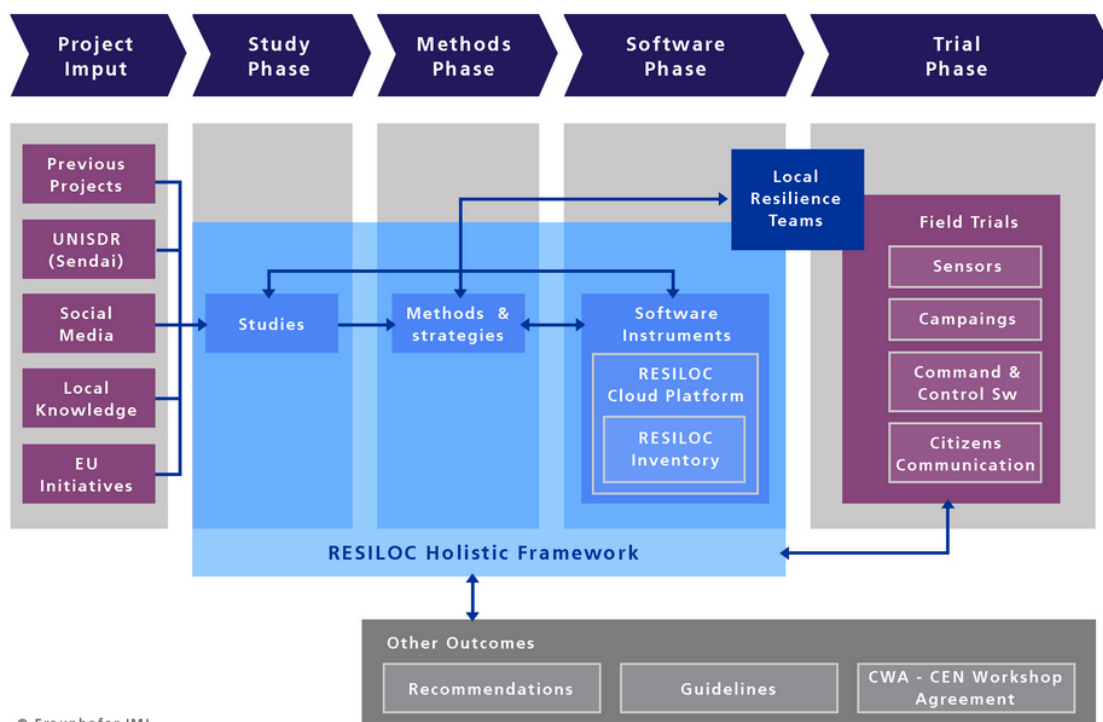 Project
Imput
Study
Phase
Methods
Phase
Software
Phase
Trial
Phase
Previous
Projects
UNISDR
(Sendai)
Social
Media
Local
Knowledge
EU
Initiatives
Studies
Methods &
strategies
Software
Instruments
RESILOC
Cloud Platform
RESILOC
Inventory
Local
Resilience
Teams
Field Trials
Sensors
Campaings
Command &
Control Sw
Citizens
Communication
RESILOC Holistic Framework
Other Outcomes
Recommendations
Guidelines
CWA - CEN Workshop
Agreement
© Fraunhofer